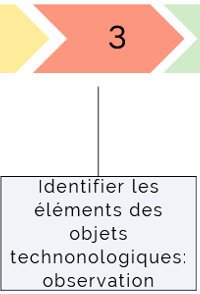 3
Identifier les
éléments des
objets
technonologiques:
observation